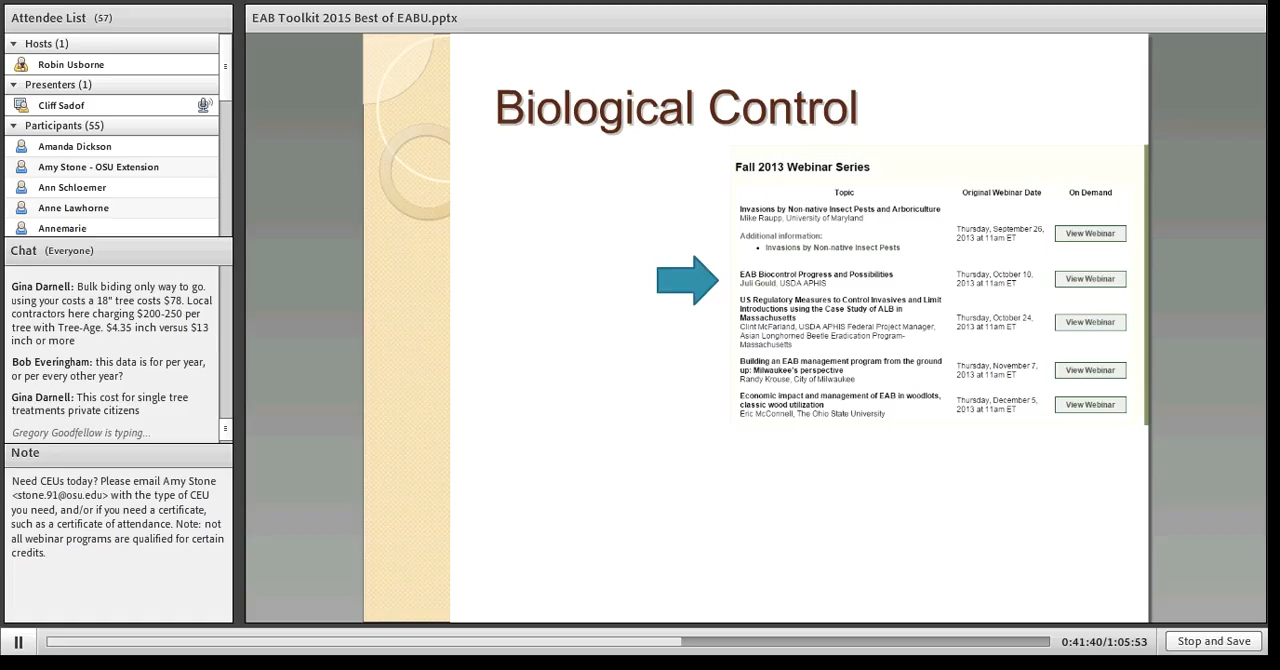 Attendee List (57)
Hosts (1)
Robin Usborne
Presenters (1)
Cliff Sadof
Participants (55)
Amanda Dickson
Amy Stone - OSU Extension
Ann Schloemer
Anne Lawhorne
Annemarie
Chat (Everyone)
Gina Darnell: Bulk biding only way to go.
using your costs a 18" tree costs $78. Local
contractors here charging $200-250 per
tree with Tree-Age. $4.35 inch versus $13
inch or more
Bob Everingham: this data is for per year,
or per every other year?
Gina Darnell: This cost for single tree
treatments private citizens
Gregory Goodfellow is typing...
Note
Need CEUs today? Please email Amy Stone
<stone.91@osu.edu> with the type of CEU
you need, and/or if you need a certificate,
such as a certificate of attendance. Note: not
all webinar programs are qualified for certain
credits.
EAB Toolkit 2015 Best of EABU.pptx
Biological Control
Fall 2013 Webinar Series
Topic Original Webinar Date On Demand
Invasions by Non-native Insect Pests and Arboriculture
Mike Raupp, University of Maryland
Additional information:
• Invasions by Non-native Insect Pests
Thursday, September 26,
2013 at 11am ET
View Webinar
EAB Biocontrol Progress and Possibilities
Juli Gould, USDA APHIS
Thursday, October 10,
2013 at 11am ET
View Webinar
US Regulatory Measures to Control Invasives and Limit
Introductions using the Case Study of ALB in
Massachusetts
Clint McFarland, USDA APHIS Federal Project Manager,
Asian Longhorned Beetle Eradication Program-
Massachusetts
Thursday, October 24,
2013 at 11am ET
View Webinar
Building an EAB management program from the ground
up: Milwaukee's perspective
Randy Krouse, City of Milwaukee
Thursday, November 7,
2013 at 11am ET
View Webinar
Economic impact and management of EAB in woodlots,
classic wood utilization
Eric McConnell, The Ohio State University
Thursday, December 5,
2013 at 11am ET
View Webinar
0:41:40/1:05:53
Stop and Save